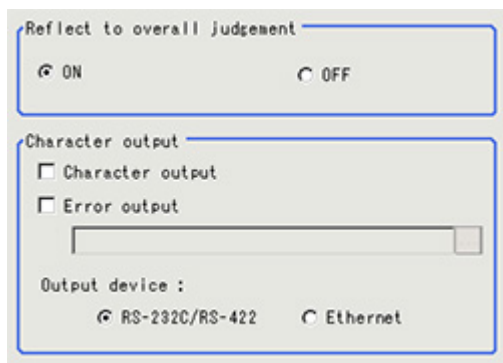 Reflect to overall judgement
ON OFF
Character output
Character output
Error output
...
Output device :
RS-232C/RS-422 Ethernet